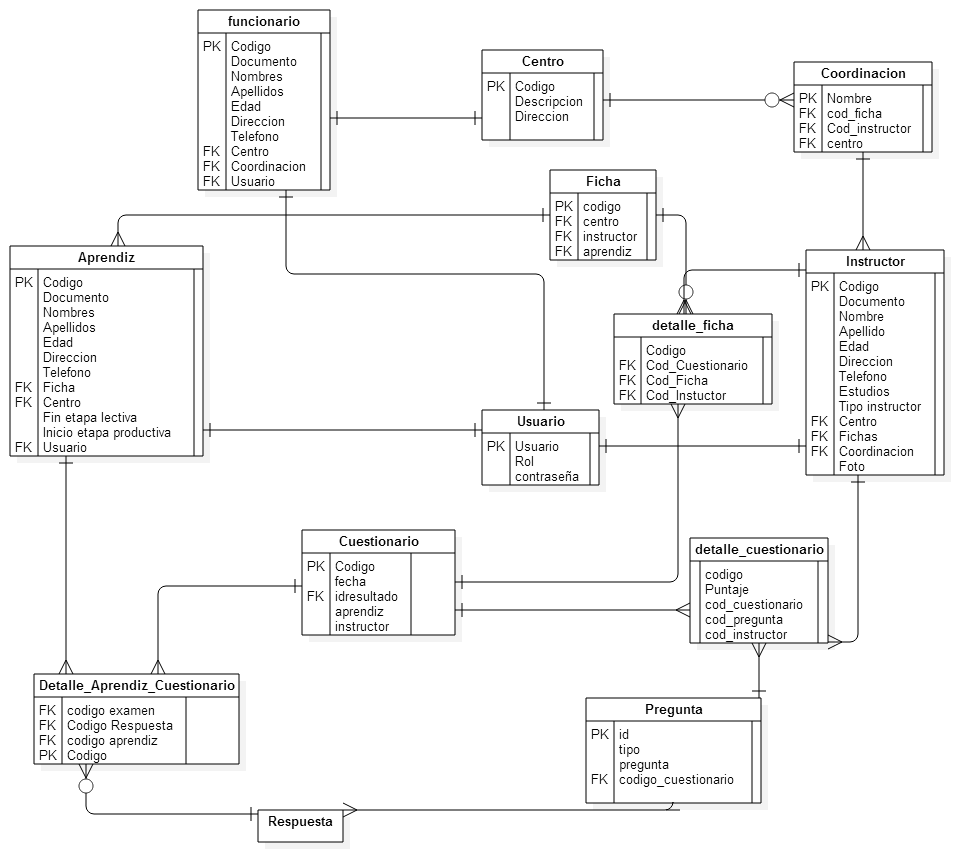 funcionario
PK Codigo
Documento
Nombres
Apellidos
Edad
Direccion
Telefono
FK Centro
FK Coordinacion
FK Usuario
Centro
PK Codigo
Descripcion
Direccion
Coordinacion
PK Nombre
FK cod_ficha
FK Cod_instructor
FK centro
Ficha
PK codigo
FK centro
FK instructor
FK aprendiz
Aprendiz
PK Codigo
Documento
Nombres
Apellidos
Edad
Direccion
Telefono
FK Ficha
FK Centro
Fin etapa lectiva
Inicio etapa productiva
FK Usuario
Instructor
PK Codigo
Documento
Nombre
Apellido
Edad
Direccion
Telefono
Estudios
Tipo instructor
FK Centro
FK Fichas
FK Coordinacion
Foto
detalle_ficha
Codigo
FK Cod_Cuestionario
FK Cod_Ficha
FK Cod_Instuctor
Usuario
PK Usuario
Rol
contraseña
Cuestionario
PK Codigo
fecha
FK idresultado
aprendiz
instructor
detalle_cuestionario
codigo
Puntaje
cod_cuestionario
cod_pregunta
cod_instructor
Detalle_Aprendiz_Cuestionario
FK codigo examen
FK Codigo Respuesta
FK codigo aprendiz
PK Codigo
Pregunta
PK id
tipo
pregunta
FK codigo_cuestionario
Respuesta